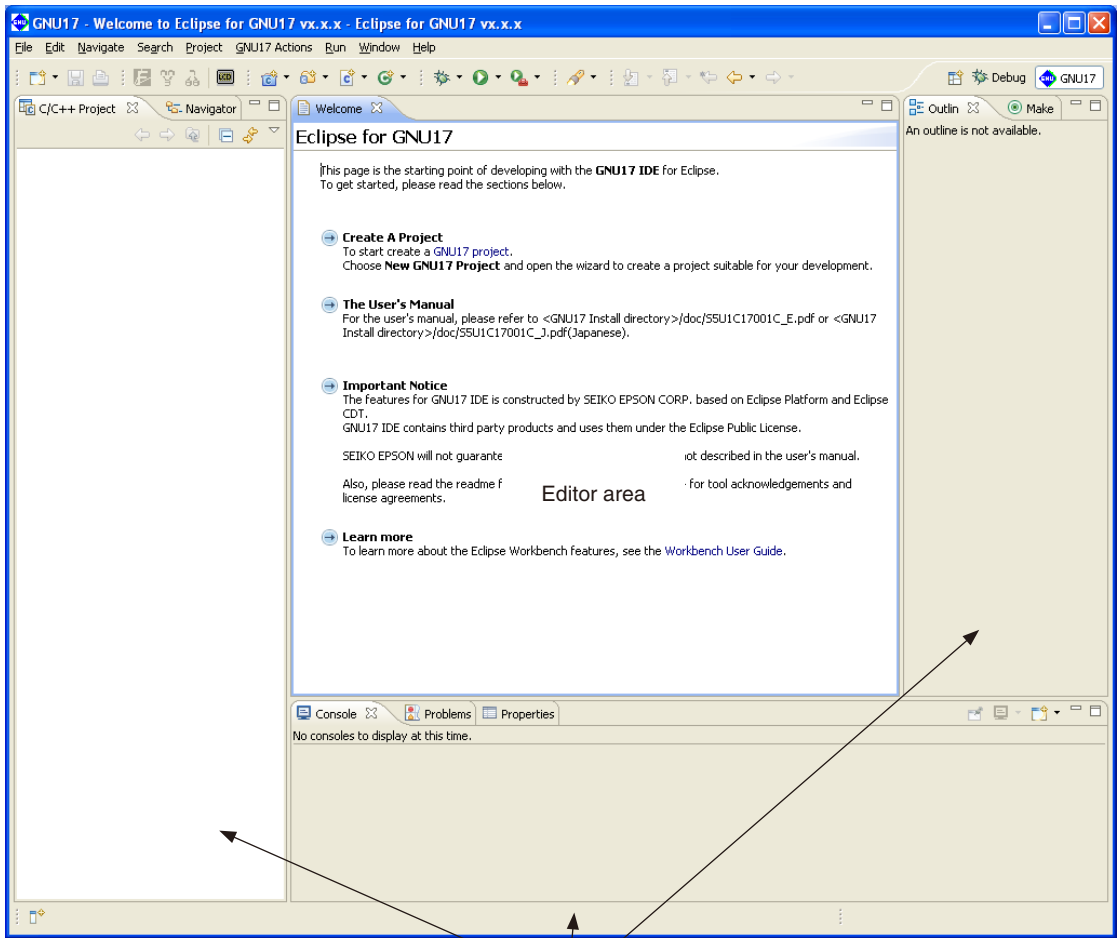 GNU17 - Welcome to Eclipse for GNU17 vx.x.x - Eclipse for GNU17 vx.x.x
File Edit Navigate Search Project GNU17 Actions Run Window Help
LCD
Debug GNU17
C/C++ Project Navigator Welcome Outlin Make
An outline is not available.
Eclipse for GNU17
This page is the starting point of developing with the GNU17 IDE for Eclipse.
To get started, please read the sections below.
Create A Project
To start create a GNU17 project.
Choose New GNU17 Project and open the wizard to create a project suitable for your development.
The User's Manual
For the user's manual, please refer to <GNU17 Install directory>/doc/S5U1C17001C_E.pdf or <GNU17
Install directory>/doc/S5U1C17001C_J.pdf(Japanese).
Important Notice
The features for GNU17 IDE is constructed by SEIKO EPSON CORP. based on Eclipse Platform and Eclipse
CDT.
GNU17 IDE contains third party products and uses them under the Eclipse Public License.
SEIKO EPSON will not guarante ot described in the user's manual.
Also, please read the readme f for tool acknowledgements and
license agreements.
Editor area
Learn more
To learn more about the Eclipse Workbench features, see the Workbench User Guide.
Console Problems Properties
No consoles to display at this time.